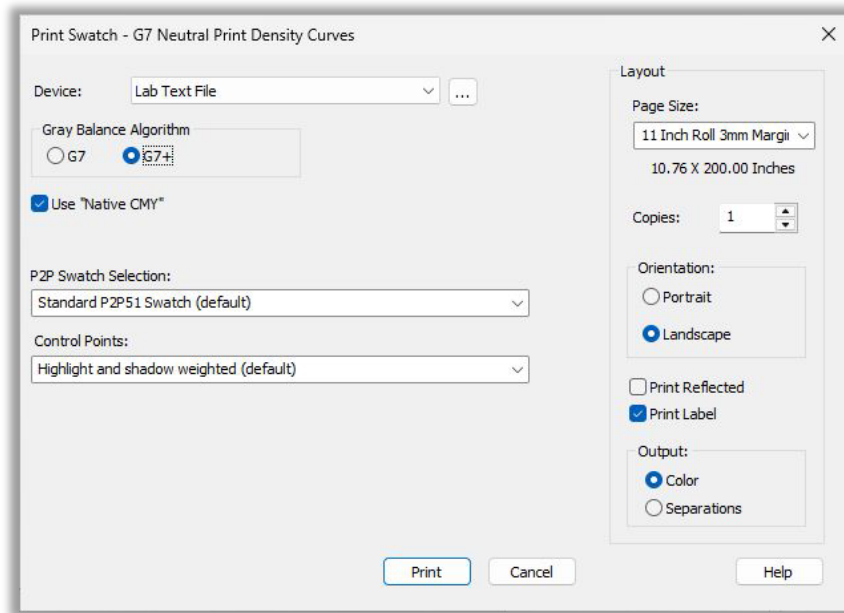 Print Swatch - G7 Neutral Print Density Curves
Device:
Lab Text File
...
Gray Balance Algorithm
G7
G7+
Use "Native CMY"
P2P Swatch Selection:
Standard P2P51 Swatch (default)
Control Points:
Highlight and shadow weighted (default)
Layout
Page Size:
11 Inch Roll 3mm Margi
10.76 X 200.00 Inches
Copies:
1
Orientation:
Portrait
Landscape
Print Reflected
Print Label
Output:
Color
Separations
Print
Cancel
Help